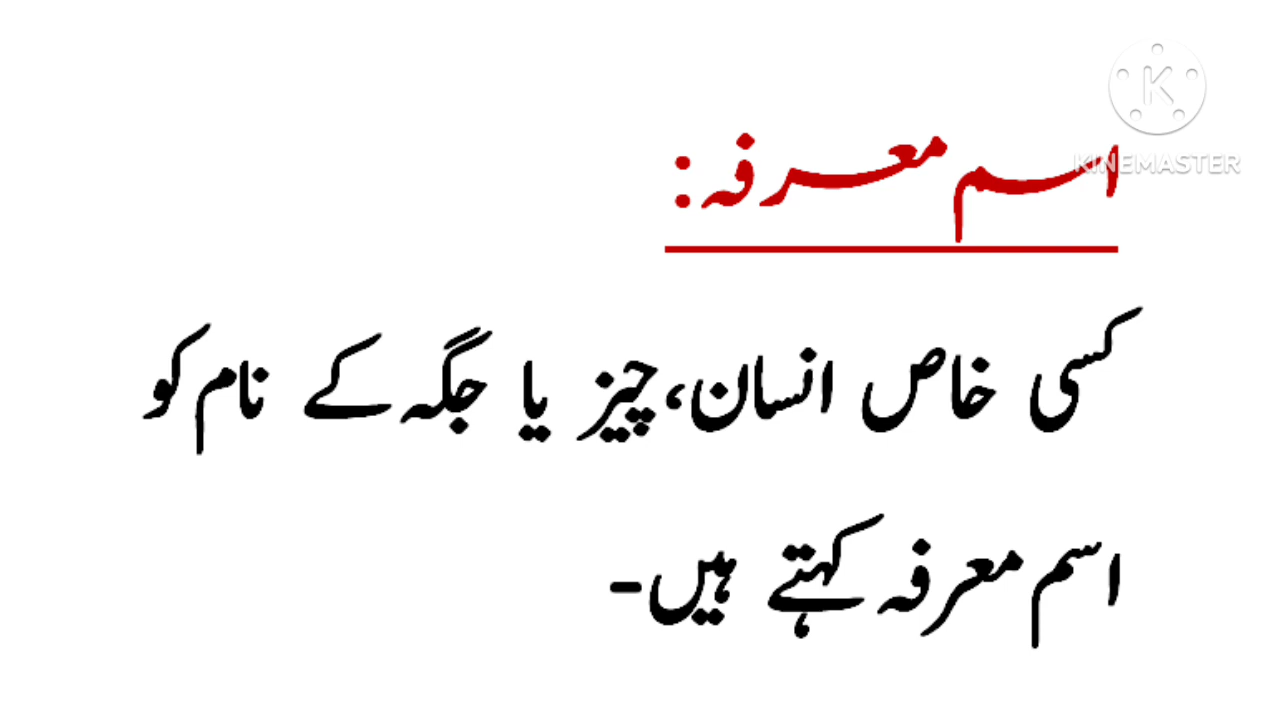 KINEMASTER
اسم معرفہ:
کسی خاص انسان، چیز یا جگہ کے نام کو
اسم معرفہ کہتے ہیں-